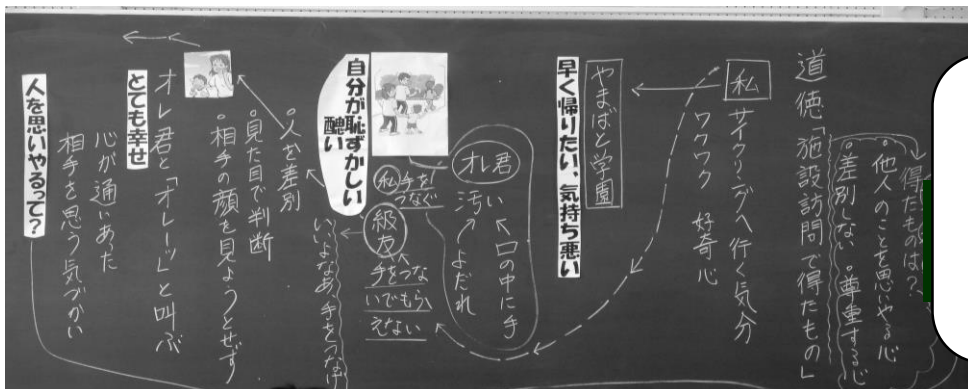 得たものは?
。他人のことを思いやる心
。差別しない 。尊重する心
道徳「施設訪問で得たもの」
私
サイクリングへ行く気分
ワクワク 好奇心
やまばと学園
早く帰りたい、気持ち悪い
オレ君
汚い
口の中に手
よだれ
私 手をつなぐ
級友
手をつな
いでもら
えない
いいよなあ、手をつなげ
自分が恥ずかしい
醜い
。人を差別
。見た目で判断
。相手の顔を見ようとせず
オレ君と「オレーッ」と叫ぶ
とても幸せ
心が通いあった
相手を思う気づかい
人を思いやるって?